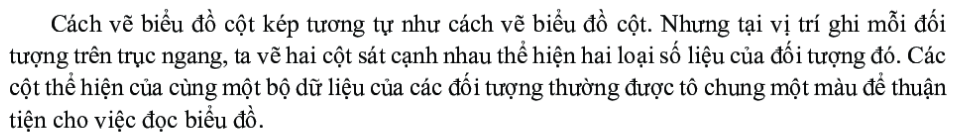 Cách vẽ biểu đồ cột kép tương tự như cách vẽ biểu đồ cột. Nhưng tại vị trí ghi mỗi đối
tượng trên trục ngang, ta vẽ hai cột sát cạnh nhau thể hiện hai loại số liệu của đối tượng đó. Các
cột thể hiện của cùng một bộ dữ liệu của các đối tượng thường được tô chung một màu để thuận
tiện cho việc đọc biểu đồ.